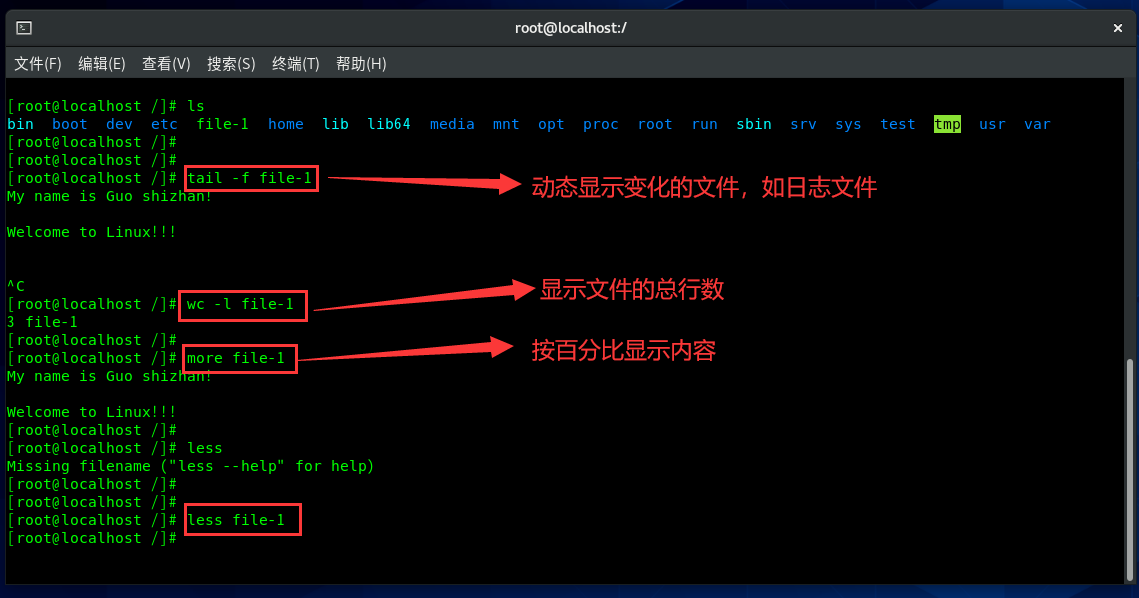 root@localhost:/
文件(F) 编辑(E) 查看(V) 搜索(S) 终端(T) 帮助(H)
[root@localhost /]# ls
bin boot dev etc file-1 home lib lib64 media mnt opt proc root run sbin srv sys test tmp usr var
[root@localhost /]#
[root@localhost /]#
[root@localhost /]# tail -f file-1
动态显示变化的文件，如日志文件
My name is Guo shizhan!
Welcome to Linux!!!
^C
[root@localhost /]# wc -l file-1
显示文件的总行数
3 file-1
[root@localhost /]#
[root@localhost /]# more file-1
按百分比显示内容
My name is Guo shizhan!
Welcome to Linux!!!
[root@localhost /]#
[root@localhost /]# less
Missing filename ("less --help" for help)
[root@localhost /]#
[root@localhost /]#
[root@localhost /]# less file-1
[root@localhost /]#